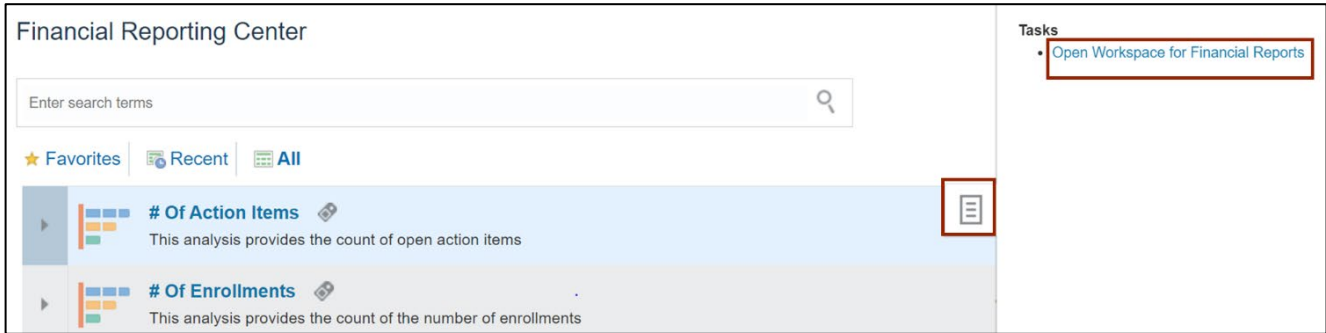 Financial Reporting Center
Enter search terms
Favorites Recent All
# Of Action Items
This analysis provides the count of open action items
# Of Enrollments
This analysis provides the count of the number of enrollments
Tasks
• Open Workspace for Financial Reports